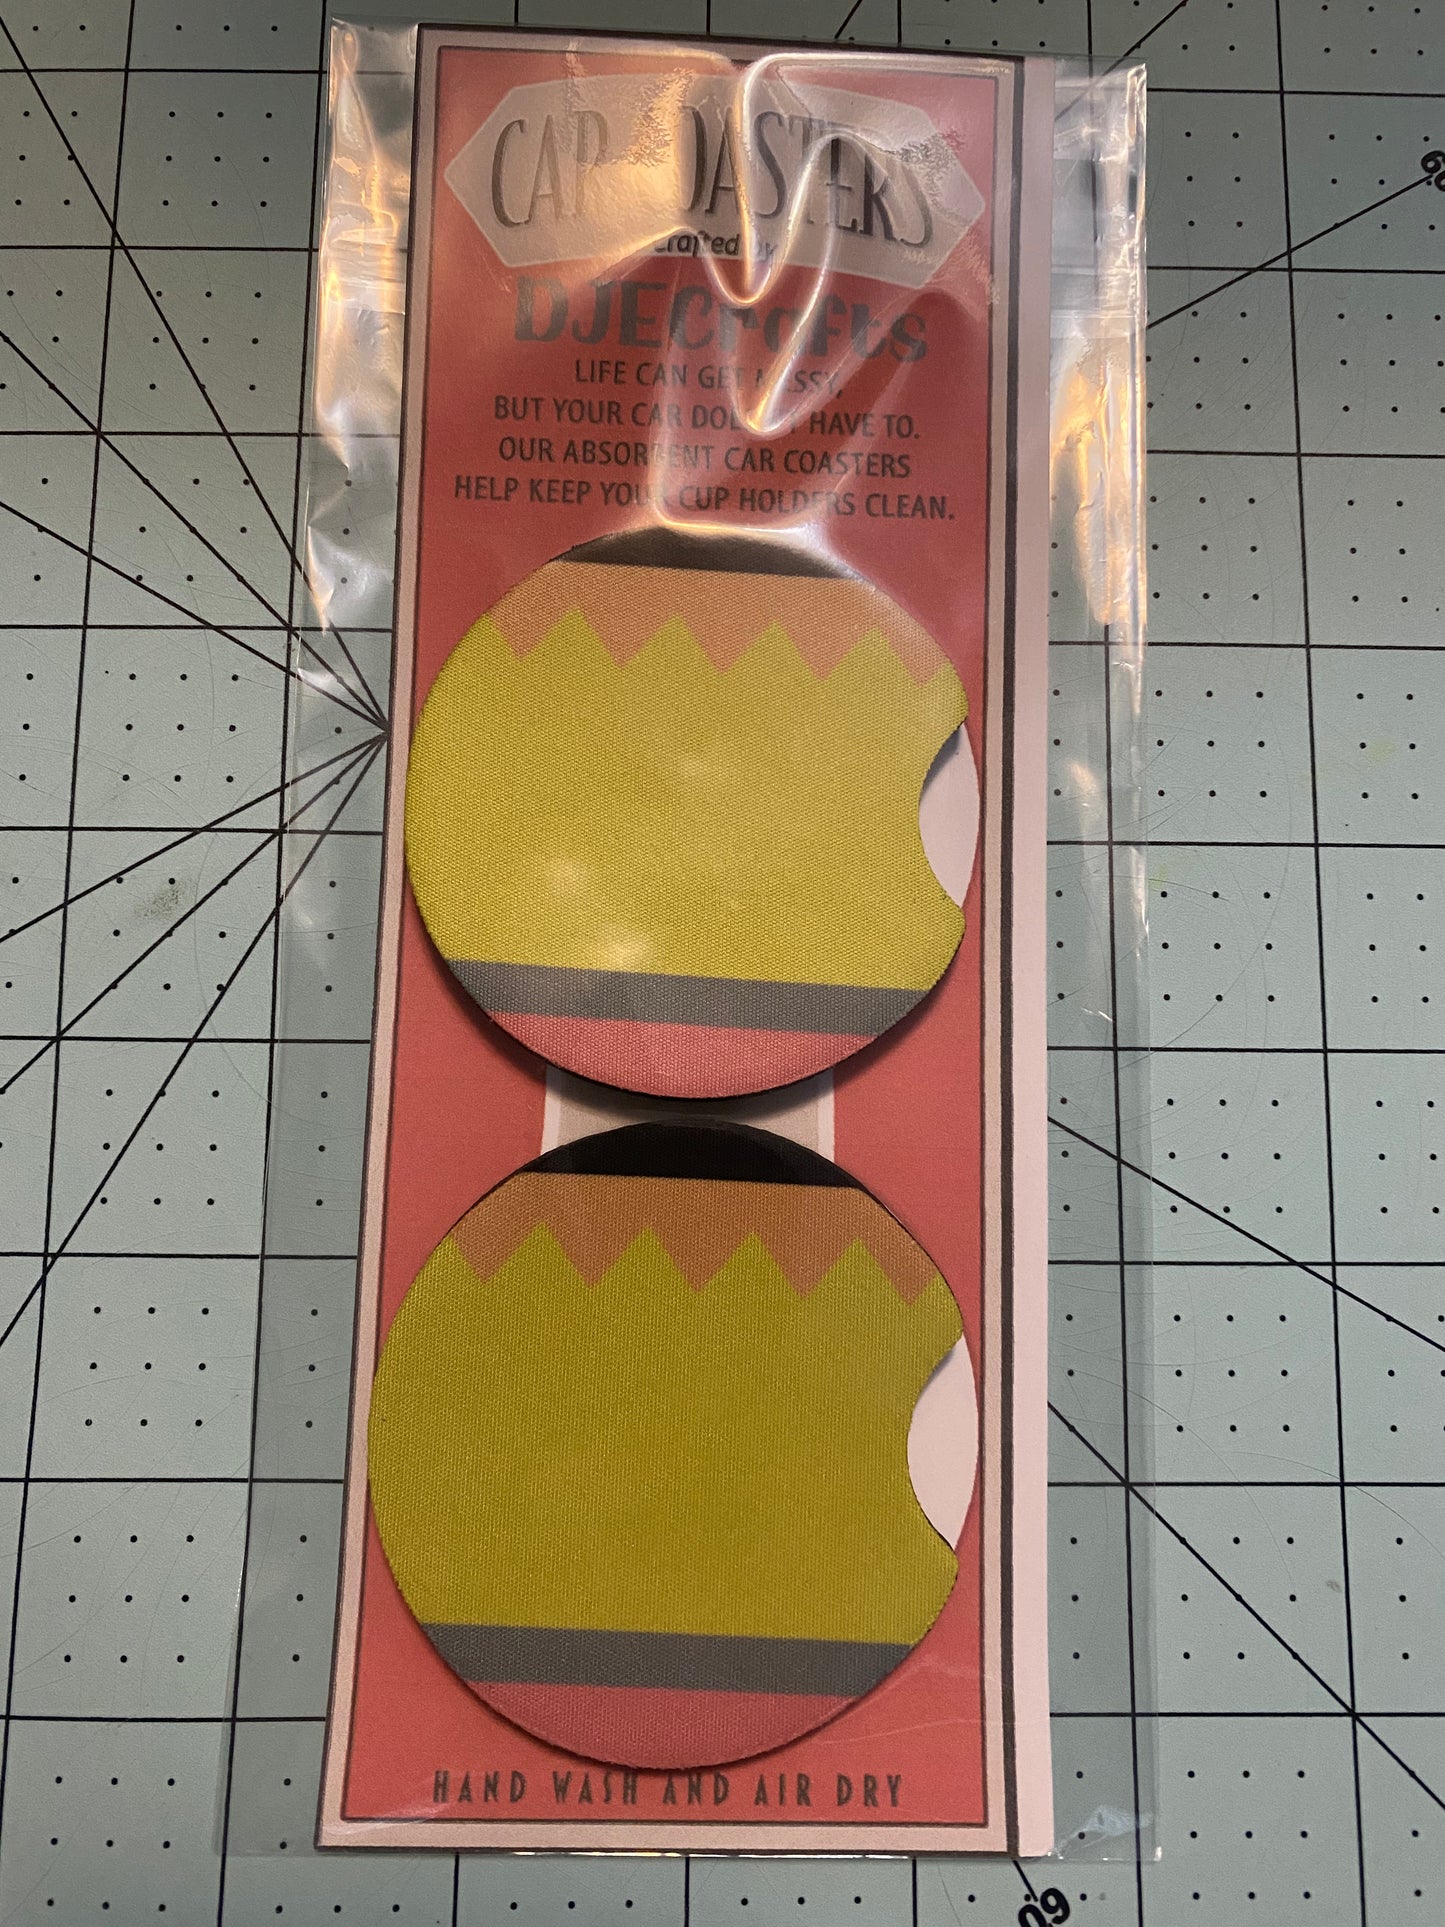 CAR COASTERS
crafted by
DJECrafts
LIFE CAN GET MESSY,
BUT YOUR CAR DOESN'T HAVE TO.
OUR ABSORBENT CAR COASTERS
HELP KEEP YOUR CUP HOLDERS CLEAN.
HAND WASH AND AIR DRY
60